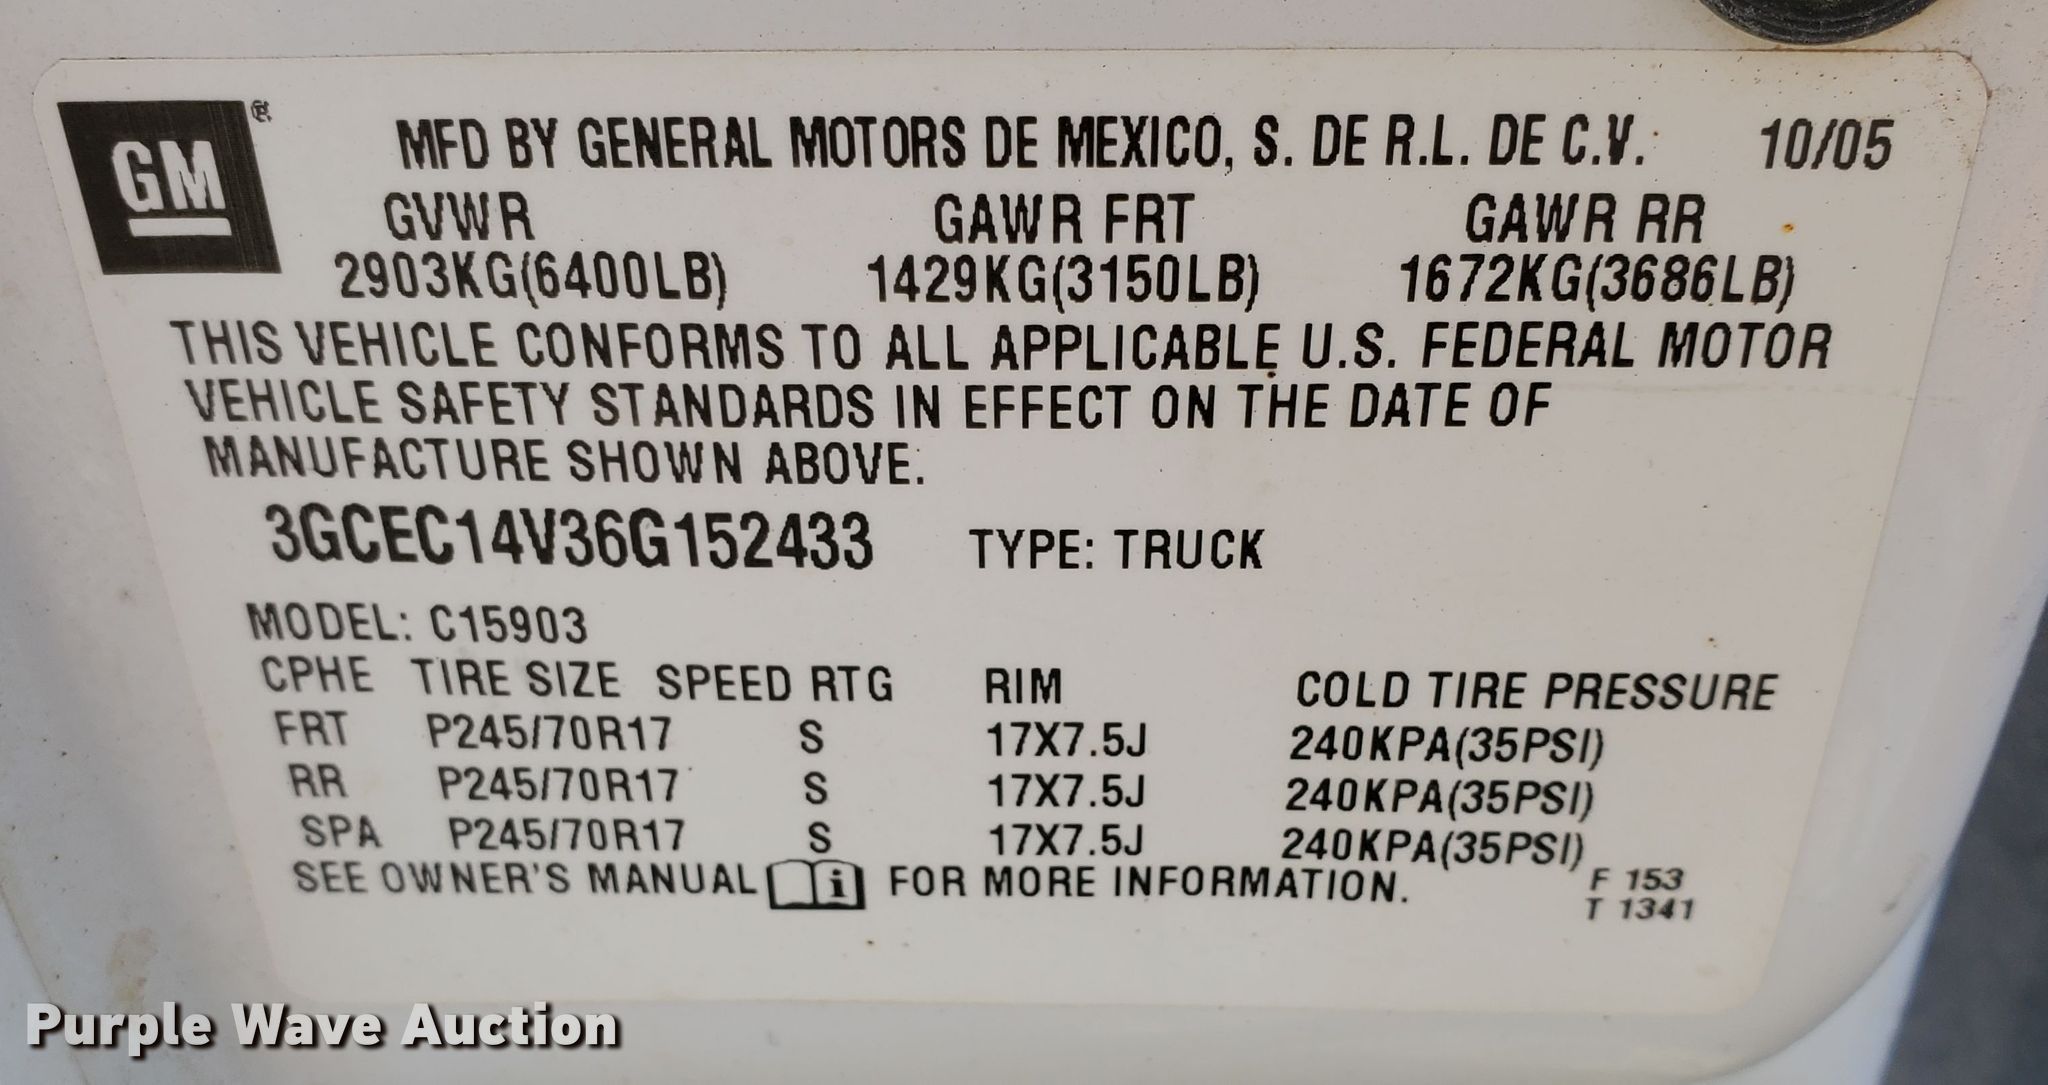 GM®
MFD BY GENERAL MOTORS DE MEXICO, S. DE R.L. DE C.V. 10/05
GVWR GAWR FRT GAWR RR
2903KG(6400LB) 1429KG(3150LB) 1672KG(3686LB)
THIS VEHICLE CONFORMS TO ALL APPLICABLE U.S. FEDERAL MOTOR
VEHICLE SAFETY STANDARDS IN EFFECT ON THE DATE OF
MANUFACTURE SHOWN ABOVE.
3GCEC14V36G152433 TYPE: TRUCK
MODEL: C15903
CPHE TIRE SIZE SPEED RTG RIM COLD TIRE PRESSURE
FRT P245/70R17 S 17X7.5J 240KPA(35PSI)
RR P245/70R17 S 17X7.5J 240KPA(35PSI)
SPA P245/70R17 S 17X7.5J 240KPA(35PSI)
SEE OWNER'S MANUAL i FOR MORE INFORMATION.
F 153
T 1341
Purple Wave Auction